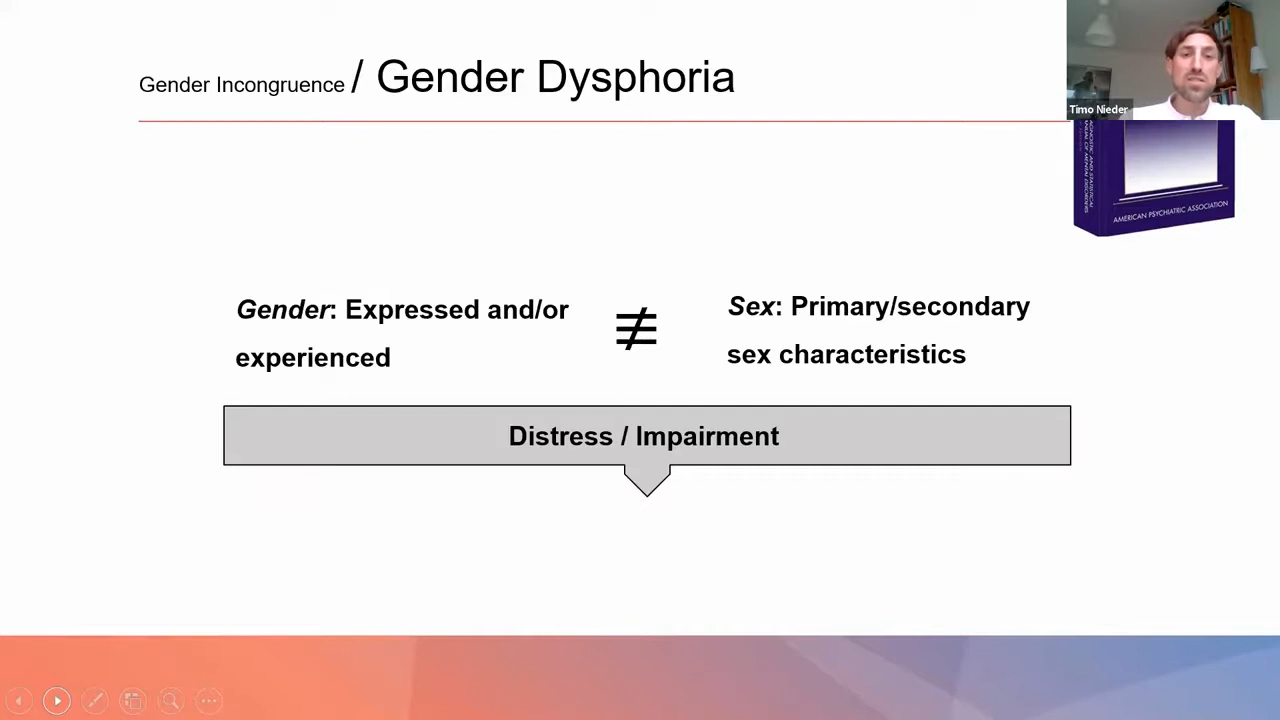 Gender Incongruence / Gender Dysphoria
Timo Nieder
AMERICAN PSYCHIATRIC ASSOCIATION
Gender: Expressed and/or
experienced
≢
Sex: Primary/secondary
sex characteristics
Distress / Impairment